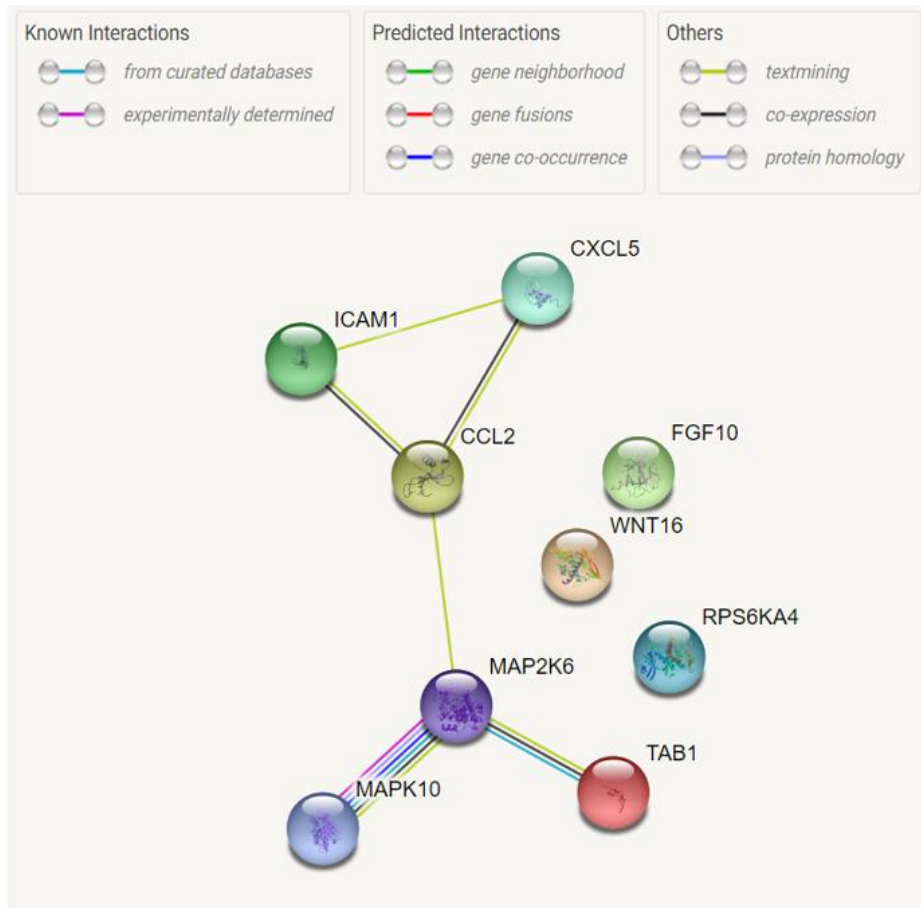 Known Interactions
from curated databases
experimentally determined
Predicted Interactions
gene neighborhood
gene fusions
gene co-occurrence
Others
textmining
co-expression
protein homology
CXCL5
ICAM1
CCL2
FGF10
WNT16
RPS6KA4
MAP2K6
TAB1
MAPK10